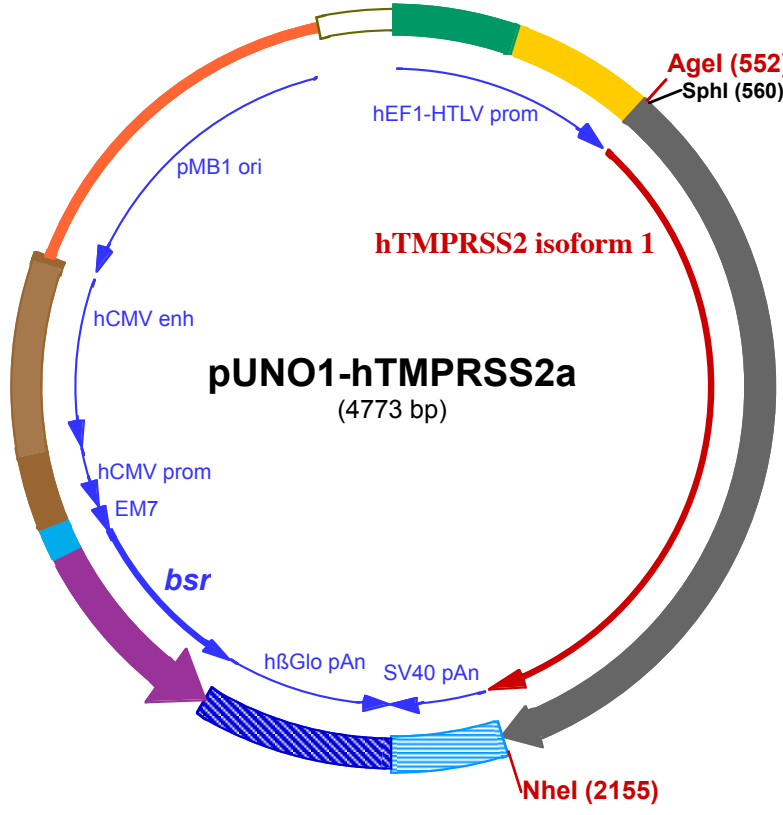 AgeI (552)
SphI (560)
hEF1-HTLV prom
pMB1 ori
hTMPRSS2 isoform 1
hCMV enh
pUNO1-hTMPRSS2a
(4773 bp)
hCMV prom
EM7
bsr
hßGlo pAn
SV40 pAn
NheI (2155)